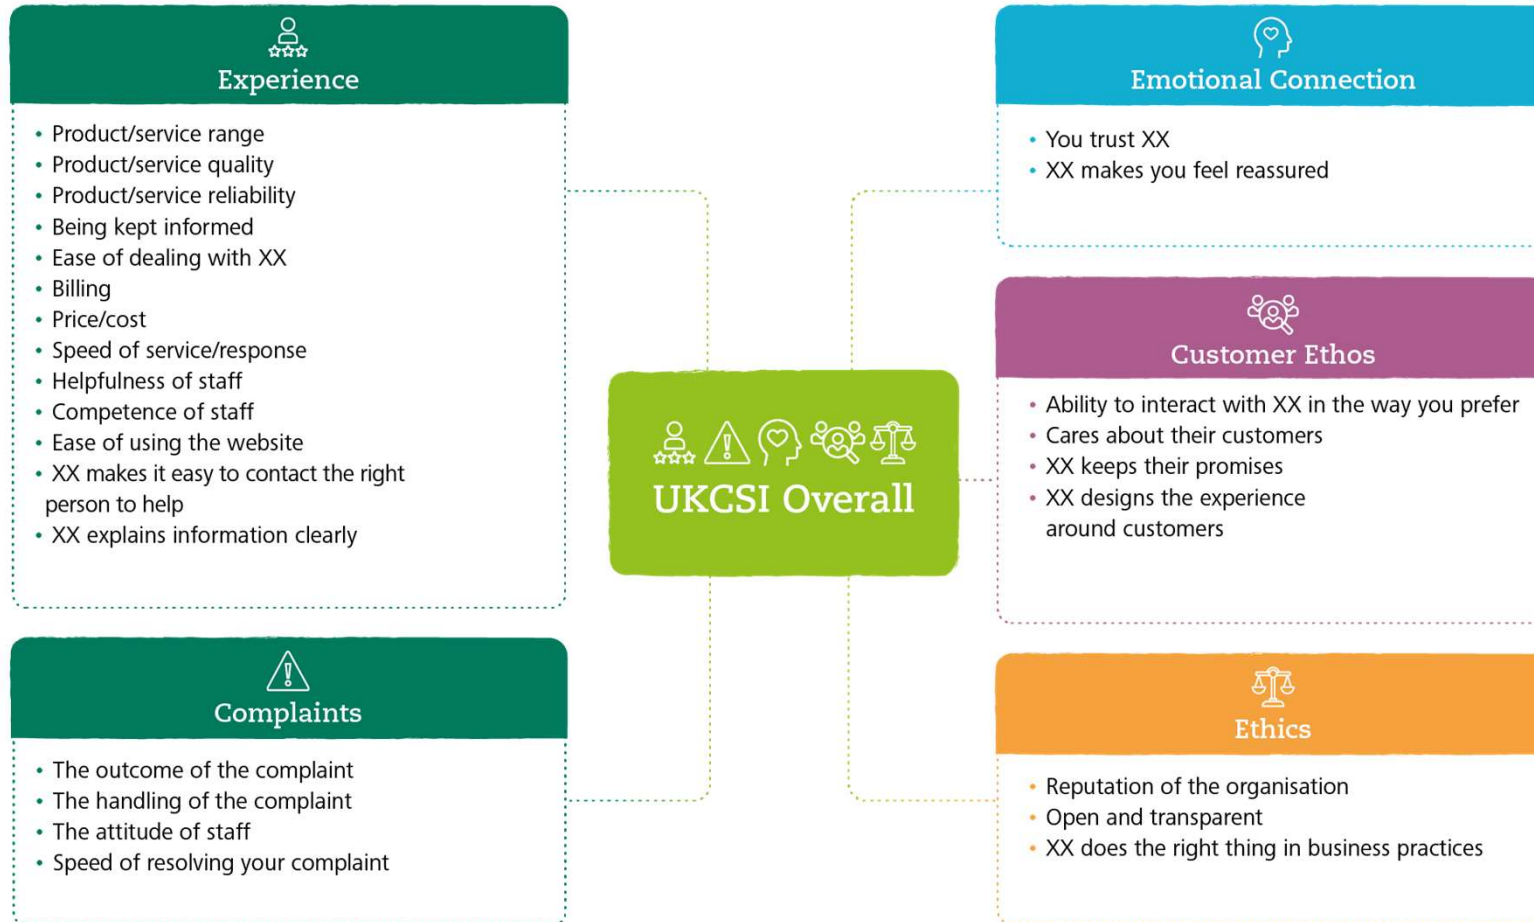 Experience
• Product/service range
• Product/service quality
• Product/service reliability
• Being kept informed
• Ease of dealing with XX
• Billing
• Price/cost
• Speed of service/response
• Helpfulness of staff
• Competence of staff
• Ease of using the website
• XX makes it easy to contact the right
person to help
• XX explains information clearly
Complaints
• The outcome of the complaint
• The handling of the complaint
• The attitude of staff
• Speed of resolving your complaint
UKCSI Overall
Emotional Connection
• You trust XX
• XX makes you feel reassured
Customer Ethos
• Ability to interact with XX in the way you prefer
• Cares about their customers
• XX keeps their promises
• XX designs the experience
around customers
Ethics
• Reputation of the organisation
• Open and transparent
• XX does the right thing in business practices